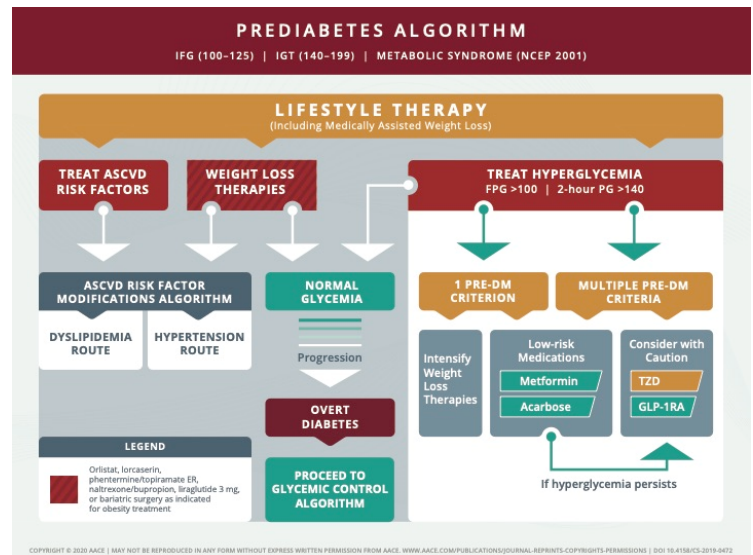 PREDIABETES ALGORITHM
IFG (100–125) | IGT (140–199) | METABOLIC SYNDROME (NCEP 2001)
LIFESTYLE THERAPY
(Including Medically Assisted Weight Loss)
TREAT ASCVD
RISK FACTORS
WEIGHT LOSS
THERAPIES
TREAT HYPERGLYCEMIA
FPG >100 | 2-hour PG >140
ASCVD RISK FACTOR
MODIFICATIONS ALGORITHM
DYSLIPIDEMIA
ROUTE
HYPERTENSION
ROUTE
NORMAL
GLYCEMIA
Progression
OVERT
DIABETES
PROCEED TO
GLYCEMIC CONTROL
ALGORITHM
1 PRE-DM
CRITERION
MULTIPLE PRE-DM
CRITERIA
Intensify
Weight
Loss
Therapies
Low-risk
Medications
Metformin
Acarbose
Consider with
Caution
TZD
GLP-1RA
If hyperglycemia persists
LEGEND
Orlistat, lorcaserin,
phentermine/topiramate ER,
naltrexone/bupropion, liraglutide 3 mg,
or bariatric surgery as indicated
for obesity treatment
COPYRIGHT © 2020 AACE | MAY NOT BE REPRODUCED IN ANY FORM WITHOUT EXPRESS WRITTEN PERMISSION FROM AACE. WWW.AACE.COM/PUBLICATIONS/JOURNAL-REPRINTS-COPYRIGHTS-PERMISSIONS | DOI 10.4158/CS-2019-0472